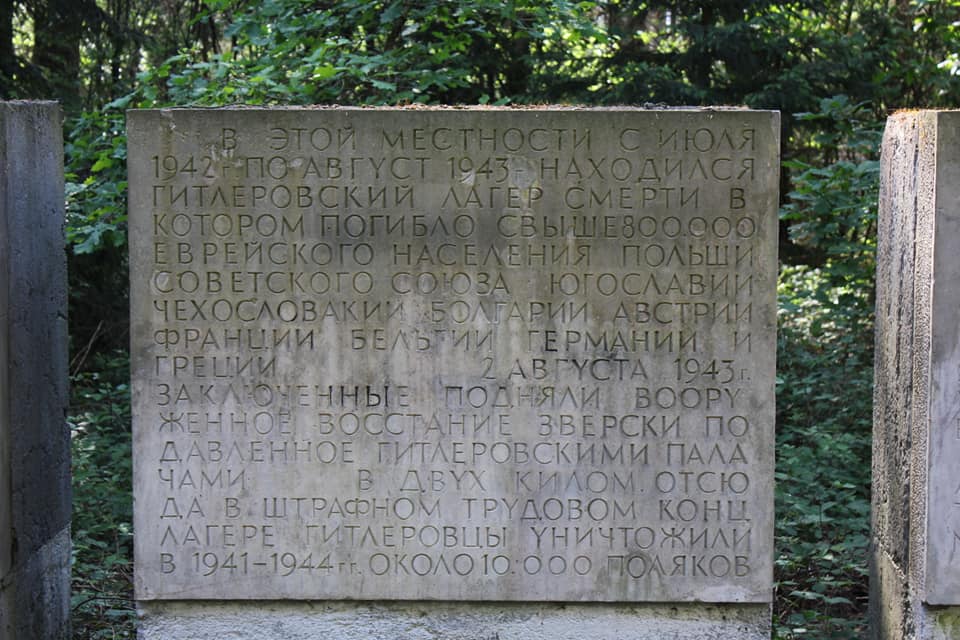 В ЭТОЙ МЕСТНОСТИ С ИЮЛЯ
1942г ПО АВГУСТ 1943г НАХОДИЛСЯ
ГИТЛЕРОВСКИЙ ЛАГЕР СМЕРТИ В
КОТОРОМ ПОГИБЛО СВЫШЕ 800.000
ЕВРЕЙСКОГО НАСЕЛЕНИЯ ПОЛЬШИ
СОВЕТСКОГО СОЮЗА ЮГОСЛАВИИ
ЧЕХОСЛОВАКИИ БОЛГАРИИ АВСТРИИ
ФРАНЦИИ БЕЛЬГИИ ГЕРМАНИИ И
ГРЕЦИИ 2 АВГУСТА 1943г.
ЗАКЛЮЧЕННЫЕ ПОДНЯЛИ ВООРУ
ЖЕННОЕ ВОССТАНИЕ ЗВЕРСКИ ПО
ДАВЛЕННОЕ ГИТЛЕРОВСКИМИ ПАЛА
ЧАМИ В ДВУХ КИЛОМ. ОТСЮ
ДА В ШТРАФНОМ ТРУДОВОМ КОНЦ
ЛАГЕРЕ ГИТЛЕРОВЦЫ УНИЧТОЖИЛИ
В 1941-1944 гг. ОКОЛО 10.000 ПОЛЯКОВ